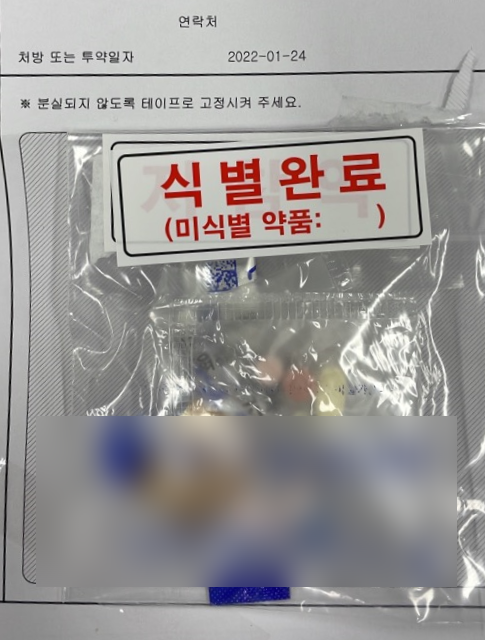 연락처
처방 또는 투약일자 2022-01-24
※ 분실되지 않도록 테이프로 고정시켜 주세요.
식별완료
(미식별 약품: )